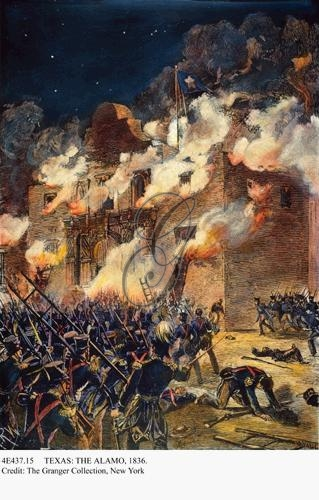 4E437.15 TEXAS: THE ALAMO, 1836.
Credit: The Granger Collection, New York